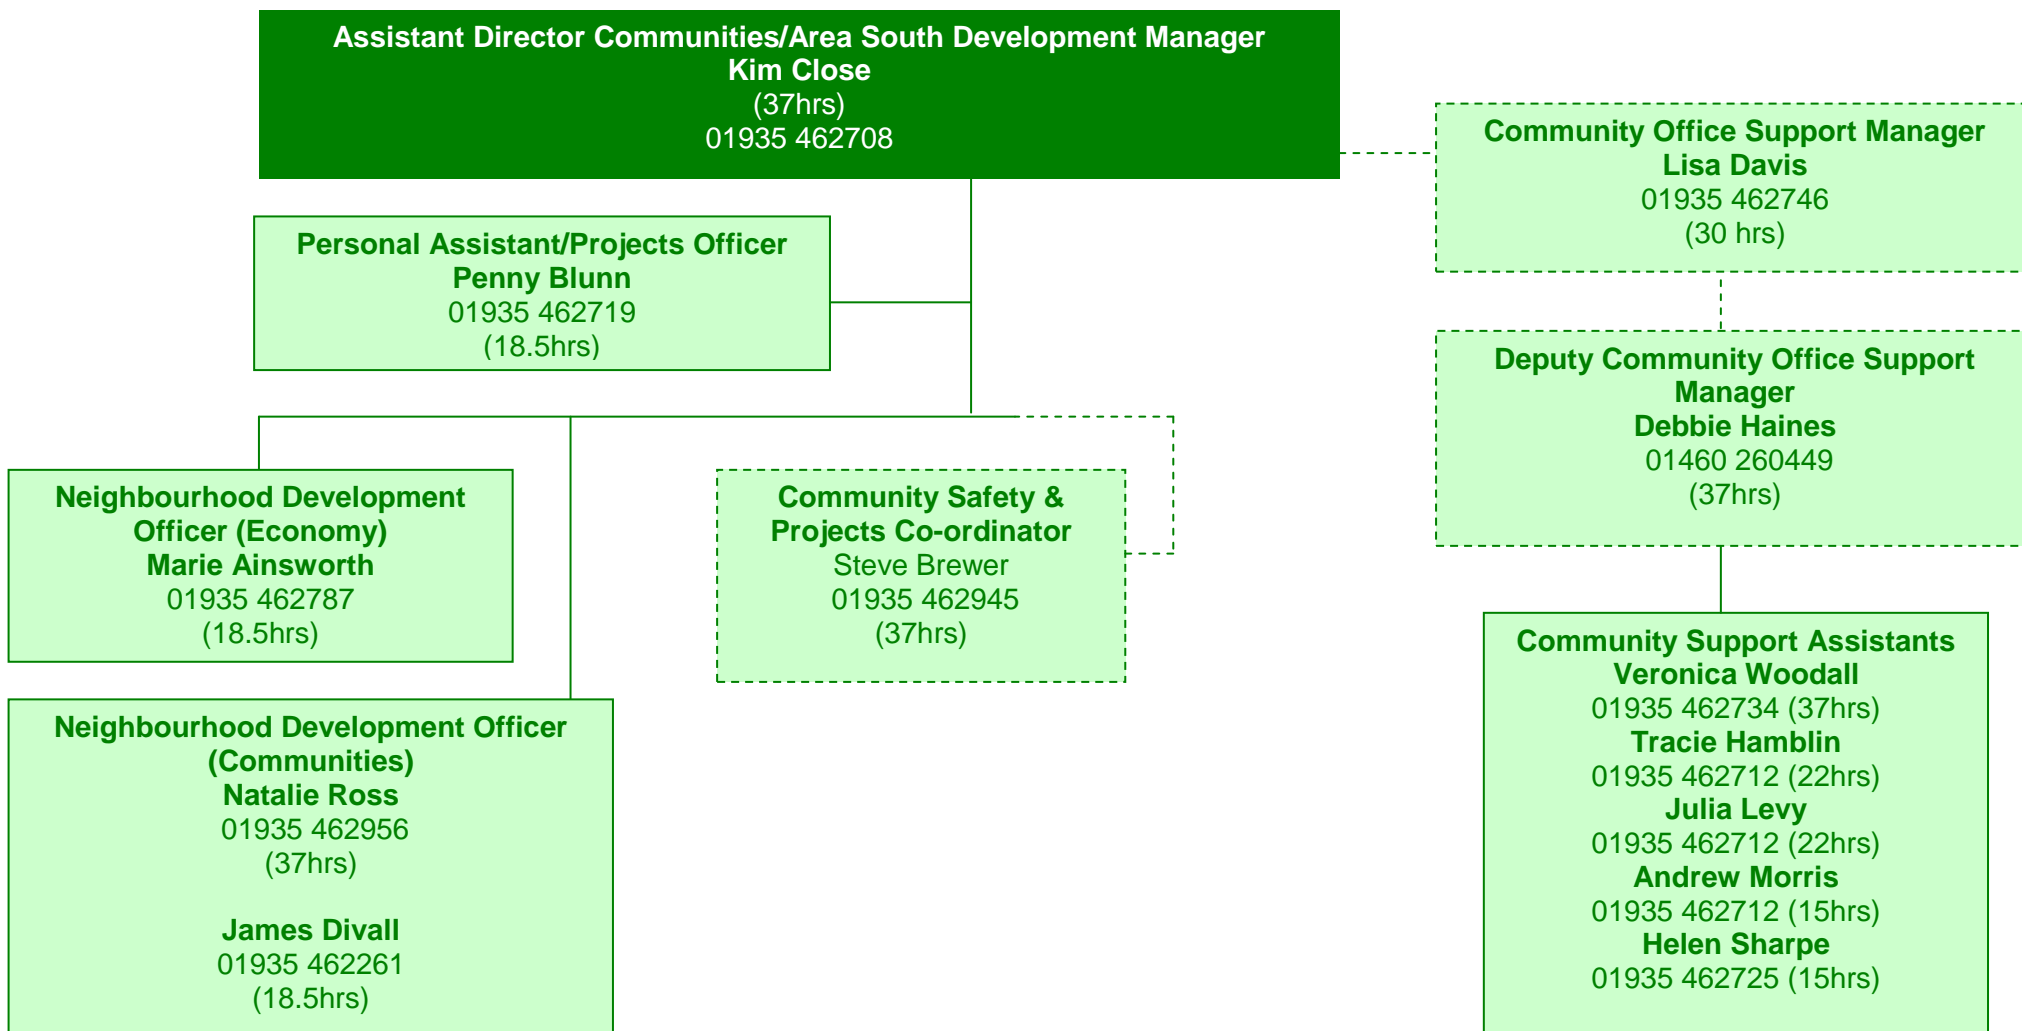 Assistant Director Communities/Area South Development Manager
Kim Close
(37hrs)
01935 462708
Community Office Support Manager
Lisa Davis
01935 462746
(30 hrs)
Personal Assistant/Projects Officer
Penny Blunn
01935 462719
(18.5hrs)
Deputy Community Office Support
Manager
Debbie Haines
01460 260449
(37hrs)
Neighbourhood Development
Officer (Economy)
Marie Ainsworth
01935 462787
(18.5hrs)
Community Safety &
Projects Co-ordinator
Steve Brewer
01935 462945
(37hrs)
Neighbourhood Development Officer
(Communities)
Natalie Ross
01935 462956
(37hrs)
James Divall
01935 462261
(18.5hrs)
Community Support Assistants
Veronica Woodall
01935 462734 (37hrs)
Tracie Hamblin
01935 462712 (22hrs)
Julia Levy
01935 462712 (22hrs)
Andrew Morris
01935 462712 (15hrs)
Helen Sharpe
01935 462725 (15hrs)